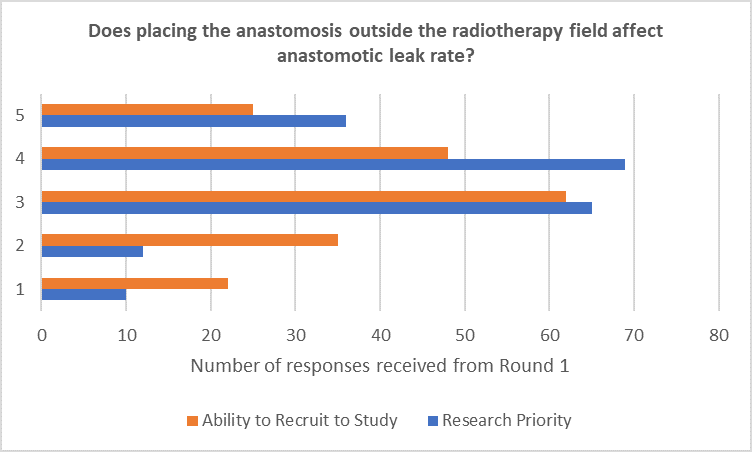 Does placing the anastomosis outside the radiotherapy field affect
anastomotic leak rate?
5
4
3
2
1
0 10 20 30 40 50 60 70 80
Number of responses received from Round 1
Ability to Recruit to Study Research Priority